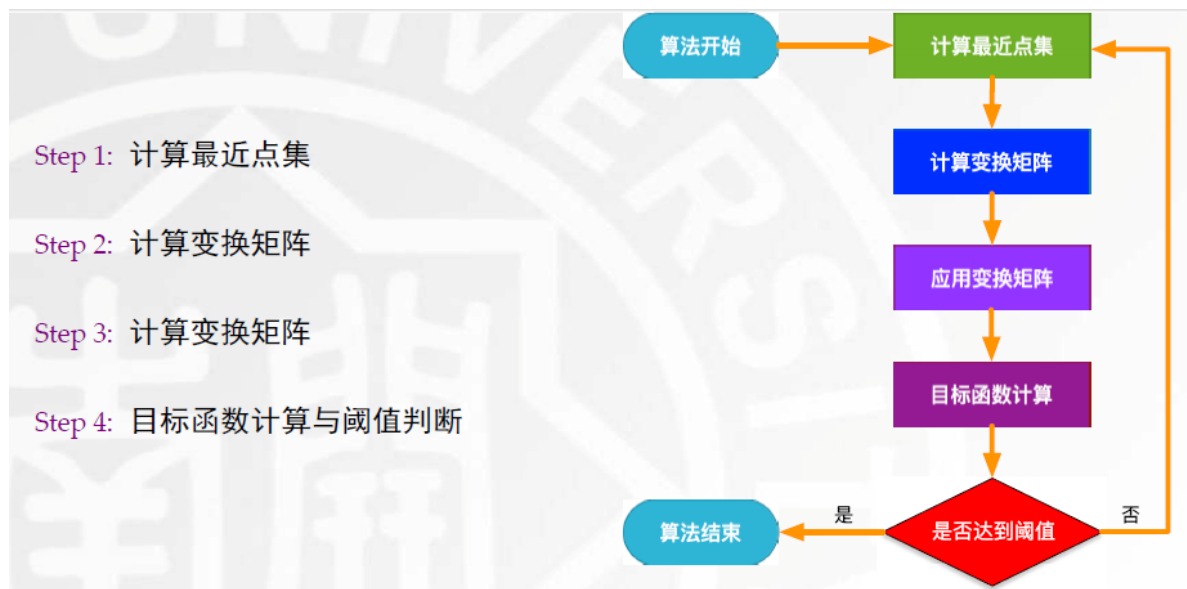 算法开始
计算最近点集
Step 1: 计算最近点集
计算变换矩阵
Step 2: 计算变换矩阵
应用变换矩阵
Step 3: 计算变换矩阵
目标函数计算
Step 4: 目标函数计算与阈值判断
是
否
算法结束
是否达到阈值